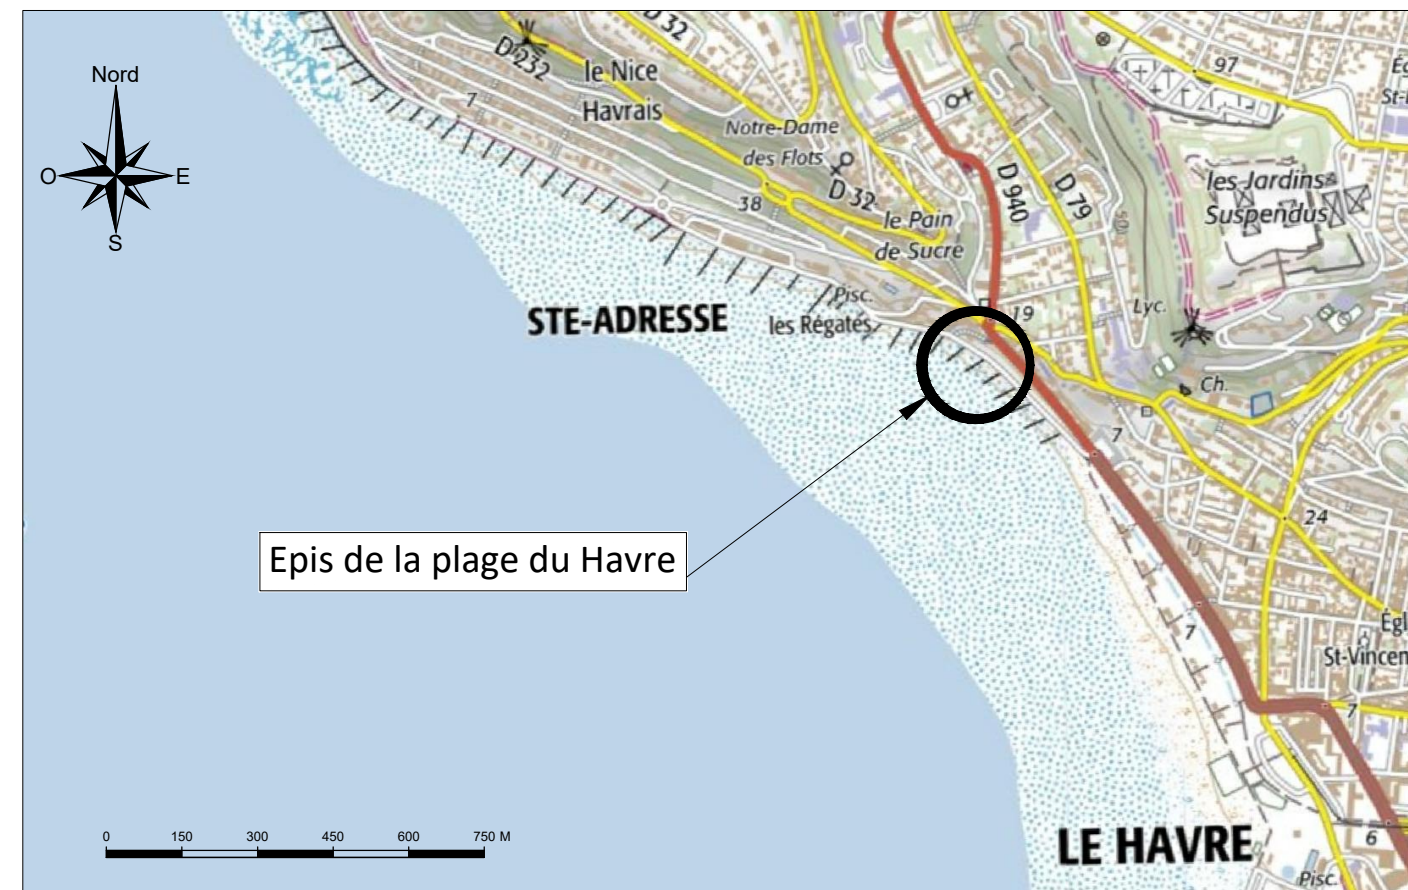 Nord
O
E
S
D 232
D 32
le Nice
Havrais
7
97
Notre-Dame
des Flots
D 32
38
le Pain
de Sucre
D 940
D 79
les Jardins
Suspendus
STE-ADRESSE
Pisc.
les Régates
19
Lyc.
Ch.
7
24
Epis de la plage du Havre
7
St-Vincen
7
0 150 300 450 600 750 M
LE HAVRE
6
Pisc.